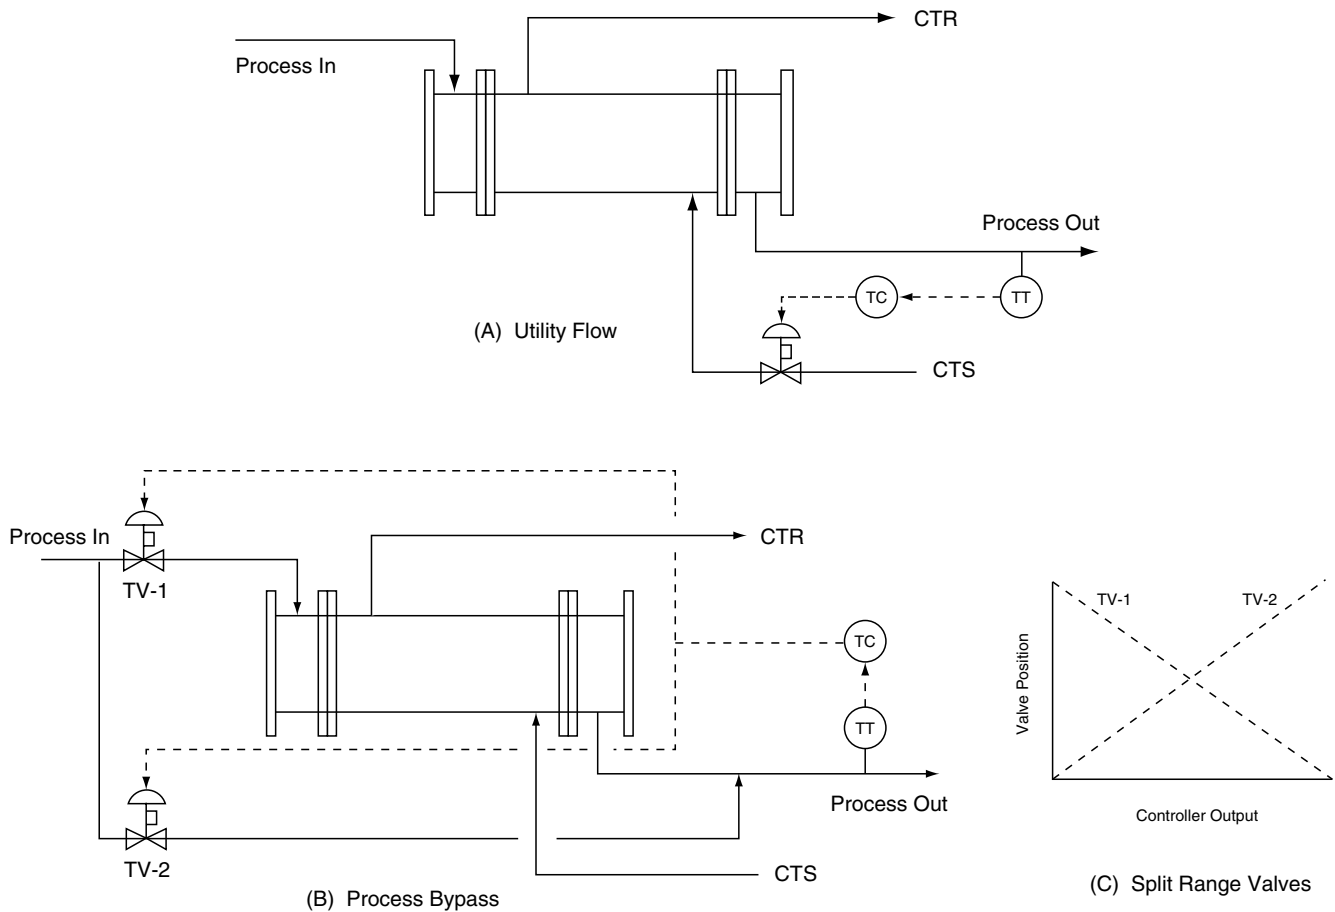 CTR
Process In
Process Out
TC
TT
(A) Utility Flow
CTS
Process In
TV-1
CTR
TC
TT
Process Out
TV-2
CTS
(B) Process Bypass
TV-1
TV-2
Valve Position
Controller Output
(C) Split Range Valves